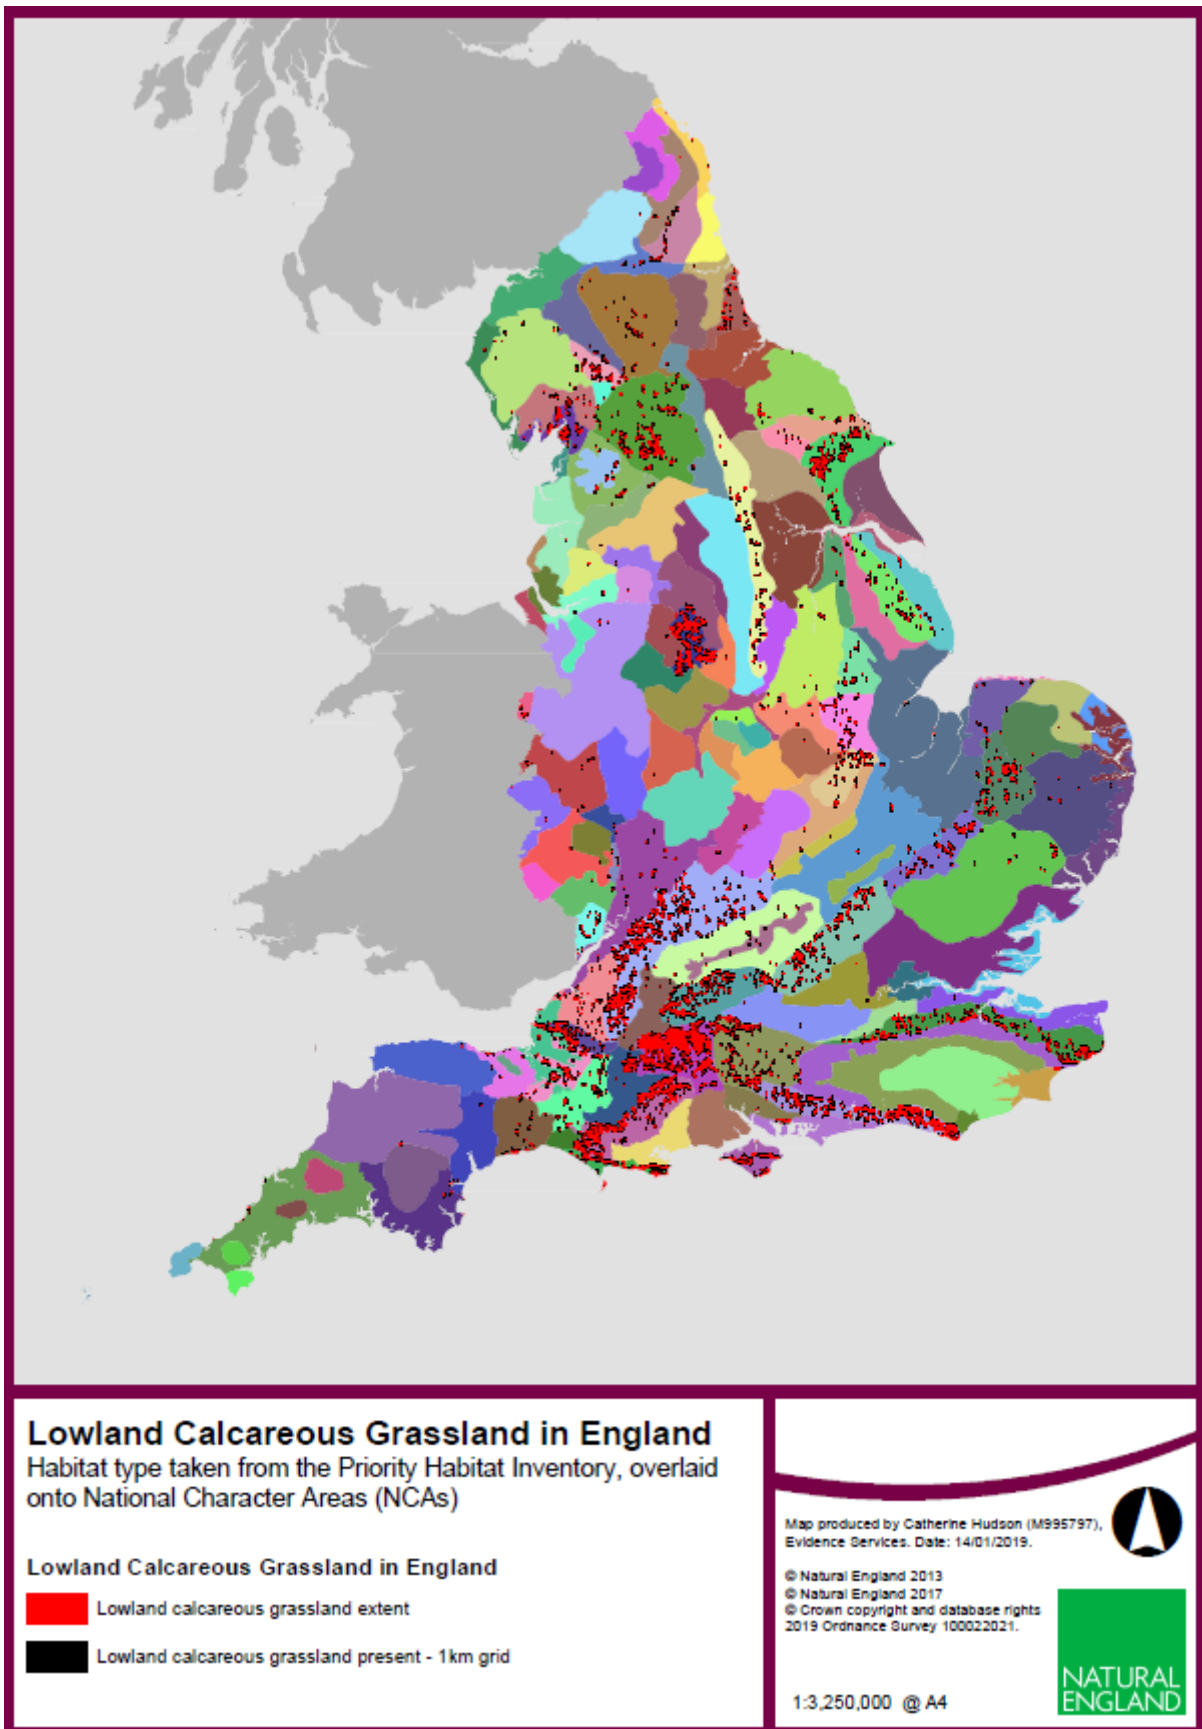 Lowland Calcareous Grassland in England
Habitat type taken from the Priority Habitat Inventory, overlaid
onto National Character Areas (NCAs)
Lowland Calcareous Grassland in England
Lowland calcareous grassland extent
Lowland calcareous grassland present - 1km grid
Map produced by Catherine Hudson (M995797),
Evidence Services. Date: 14/01/2019.
© Natural England 2013
© Natural England 2017
© Crown copyright and database rights
2019 Ordnance Survey 100022021.
1:3,250,000 @ A4
NATURAL
ENGLAND